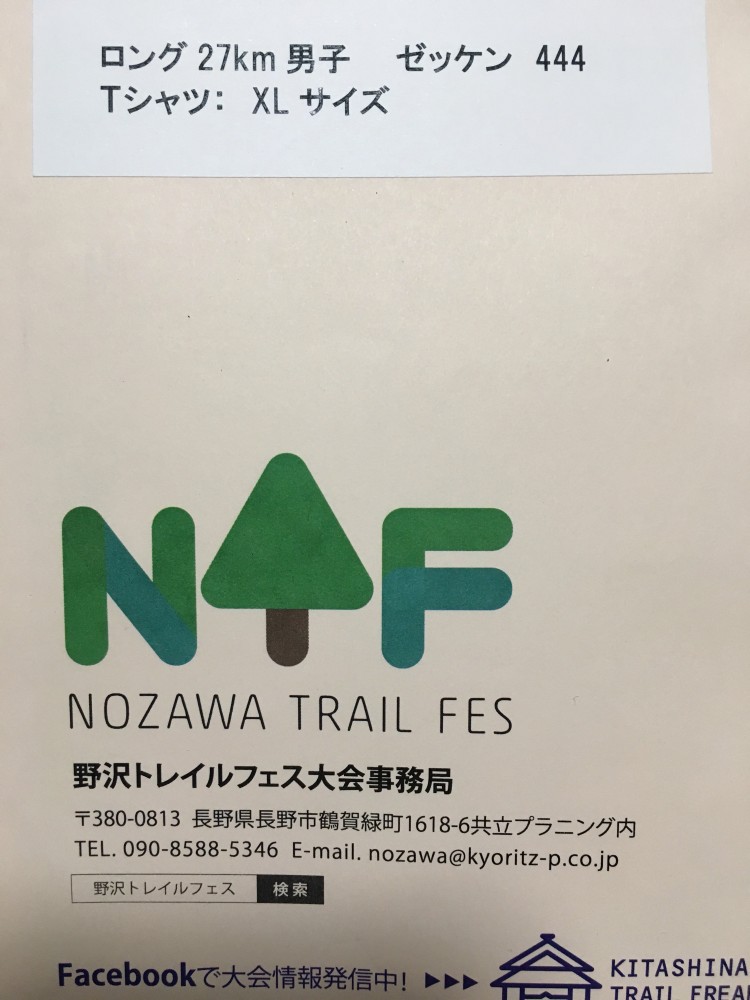 ロング 27km 男子　ゼッケン 444
Tシャツ： XL サイズ
NTF
NOZAWA TRAIL FES
野沢トレイルフェス大会事務局
〒380-0813 長野県長野市鶴賀緑町1618-6共立プラニング内
TEL. 090-8588-5346 E-mail. nozawa@kyoritz-p.co.jp
野沢トレイルフェス 検索
Facebookで大会情報発信中! ▶▶▶
KITASHINA
TRAIL FREA